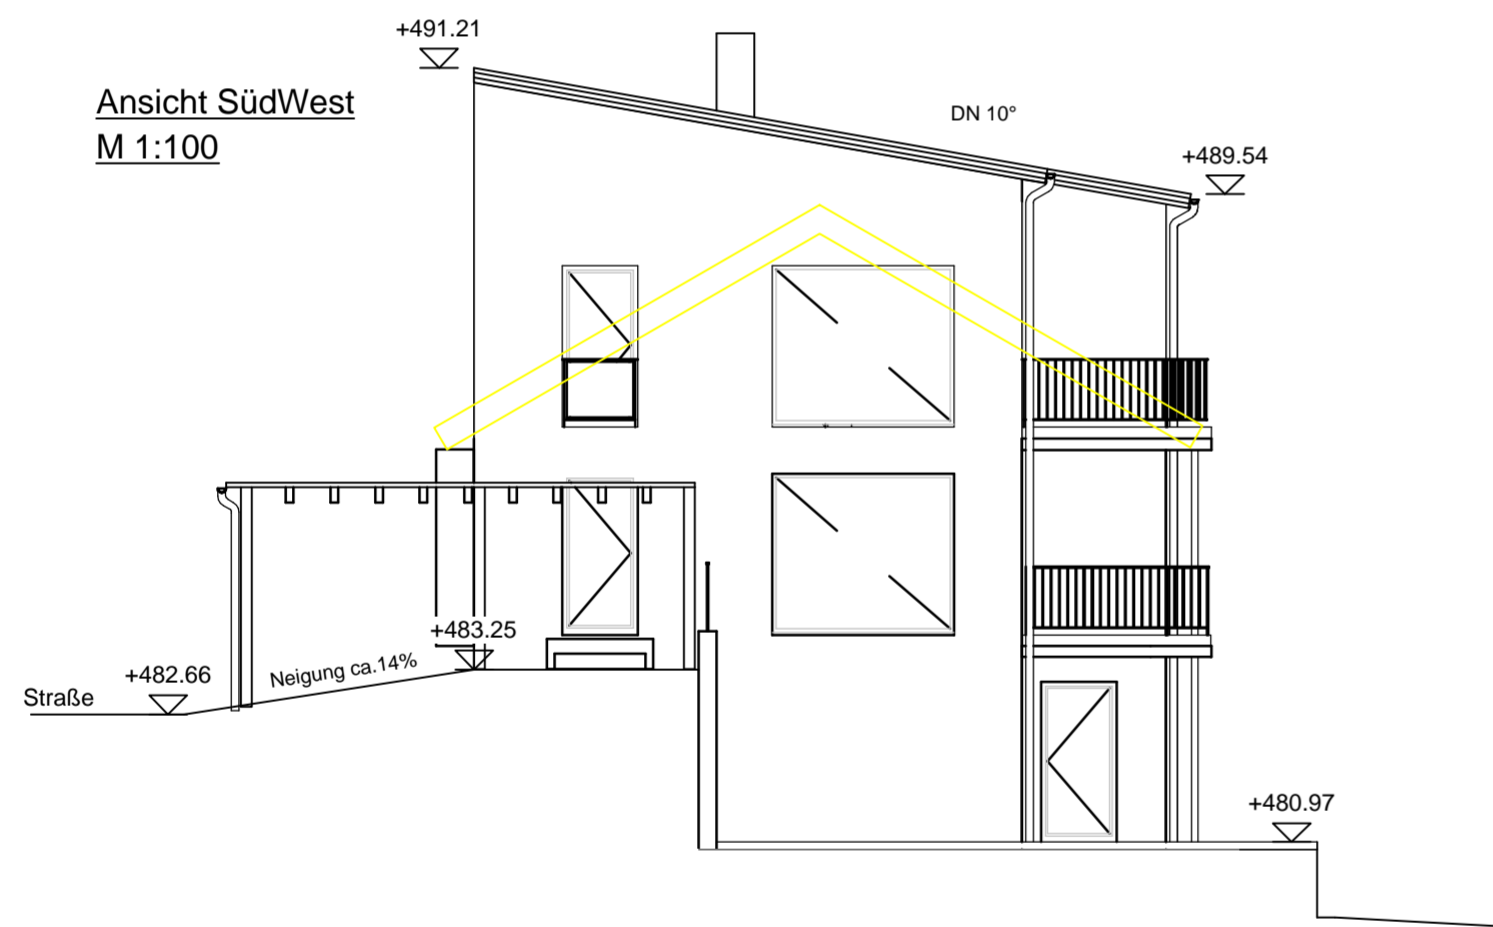 +491.21
Ansicht SüdWest
M 1:100
DN 10°
+489.54
+483.25
Neigung ca.14%
+482.66
Straße
+480.97